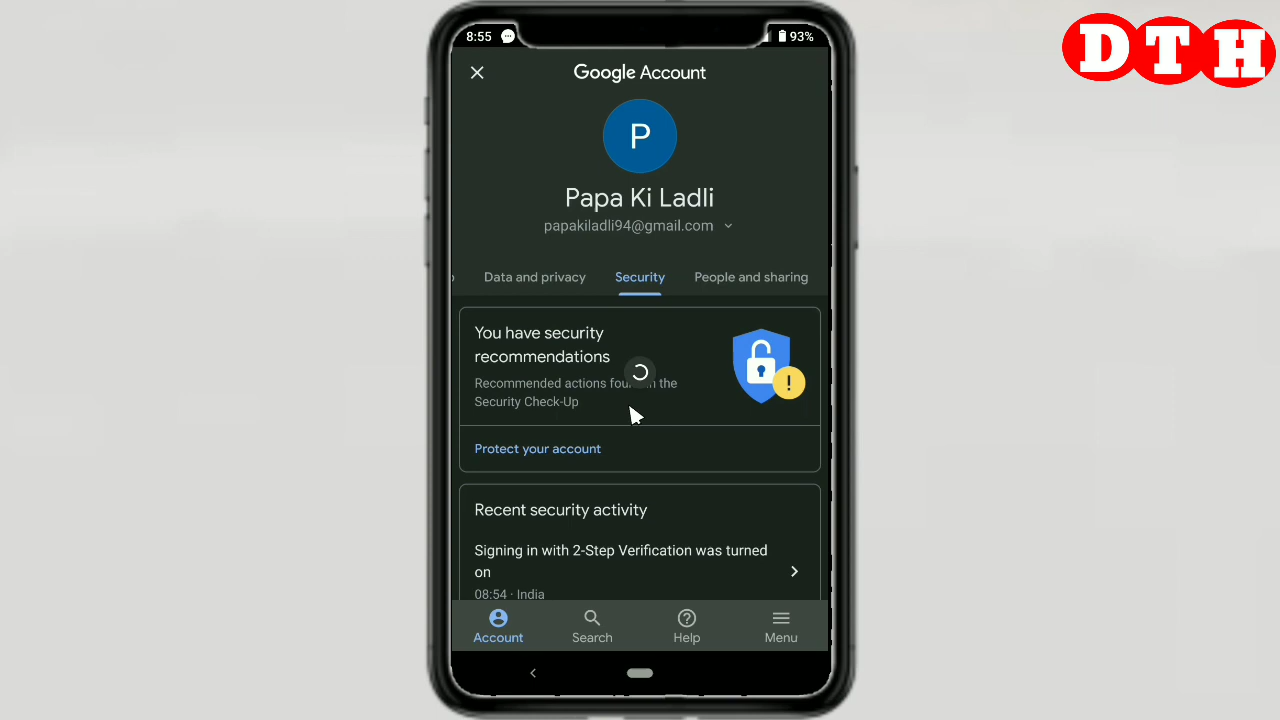 DTH
8:55
93%
Google Account
P
Papa Ki Ladli
papakiladli94@gmail.com
Data and privacy
Security
People and sharing
You have security
recommendations
Recommended actions found in the
Security Check-Up
!
Protect your account
Recent security activity
Signing in with 2-Step Verification was turned
on
08:54 · India
Account
Search
Help
Menu